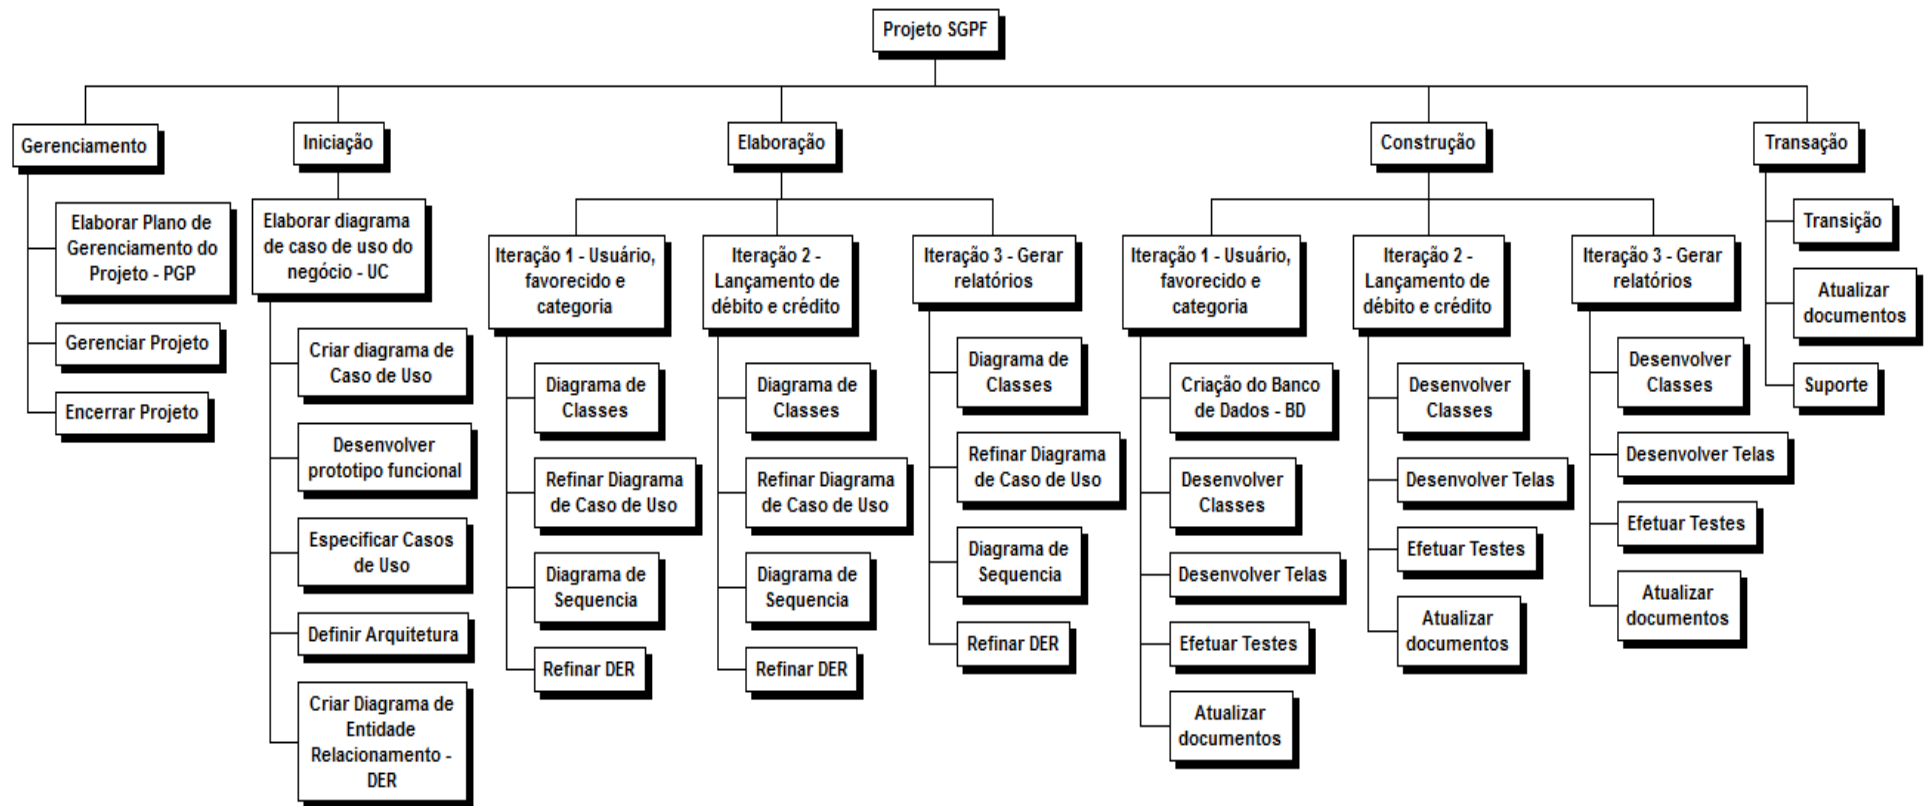 Projeto SGPF
Gerenciamento
Iniciação
Elaboração
Construção
Transação
Elaborar Plano de
Gerenciamento do
Projeto - PGP
Gerenciar Projeto
Encerrar Projeto
Elaborar diagrama
de caso de uso do
negócio - UC
Criar diagrama de
Caso de Uso
Desenvolver
prototipo funcional
Especificar Casos
de Uso
Definir Arquitetura
Criar Diagrama de
Entidade
Relacionamento -
DER
Iteração 1 - Usuário,
favorecido e
categoria
Diagrama de
Classes
Refinar Diagrama
de Caso de Uso
Diagrama de
Sequencia
Refinar DER
Iteração 2 -
Lançamento de
débito e crédito
Diagrama de
Classes
Refinar Diagrama
de Caso de Uso
Diagrama de
Sequencia
Refinar DER
Iteração 3 - Gerar
relatórios
Diagrama de
Classes
Refinar Diagrama
de Caso de Uso
Diagrama de
Sequencia
Refinar DER
Iteração 1 - Usuário,
favorecido e
categoria
Criação do Banco
de Dados - BD
Desenvolver
Classes
Desenvolver Telas
Efetuar Testes
Atualizar
documentos
Iteração 2 -
Lançamento de
débito e crédito
Desenvolver
Classes
Desenvolver Telas
Efetuar Testes
Atualizar
documentos
Iteração 3 - Gerar
relatórios
Desenvolver
Classes
Desenvolver Telas
Efetuar Testes
Atualizar
documentos
Transição
Atualizar
documentos
Suporte